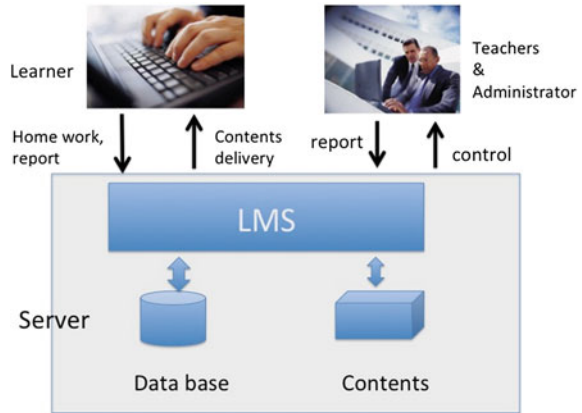 Learner
Teachers
&
Administrator
Home work,
report
Contents
delivery
report
control
LMS
Server
Data base
Contents